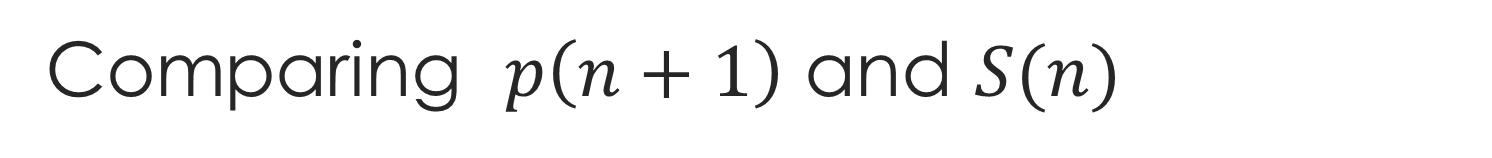 Comparing p(n + 1) and S(n)